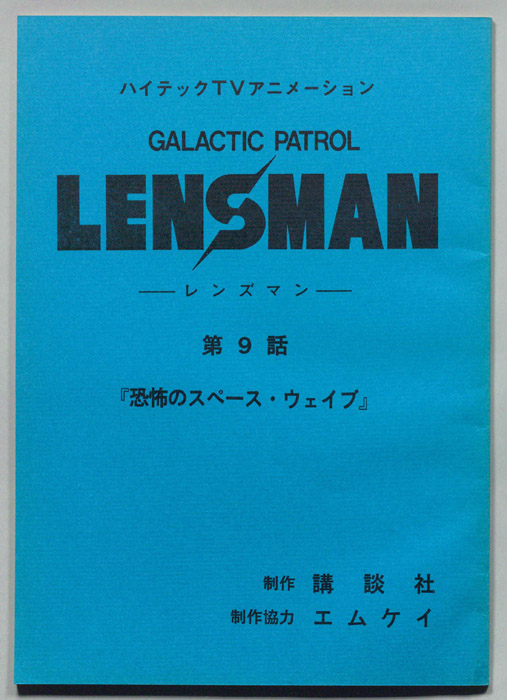 ハイテックTVアニメーション
GALACTIC PATROL
LENSMAN
── レンズマン ──
第9話
『恐怖のスペース・ウェイブ』
制作 講談社
制作協力 エムケイ